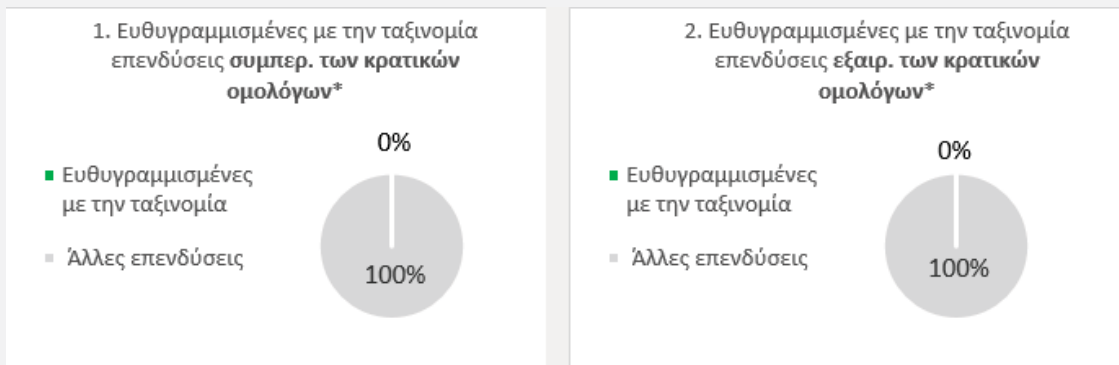 1. Ευθυγραμμισμένες με την ταξινομία
επενδύσεις συμπερ. των κρατικών
ομολόγων*
0%
Ευθυγραμμισμένες
με την ταξινομία
Άλλες επενδύσεις
100%
2. Ευθυγραμμισμένες με την ταξινομία
επενδύσεις εξαιρ. των κρατικών
ομολόγων*
0%
Ευθυγραμμισμένες
με την ταξινομία
Άλλες επενδύσεις
100%